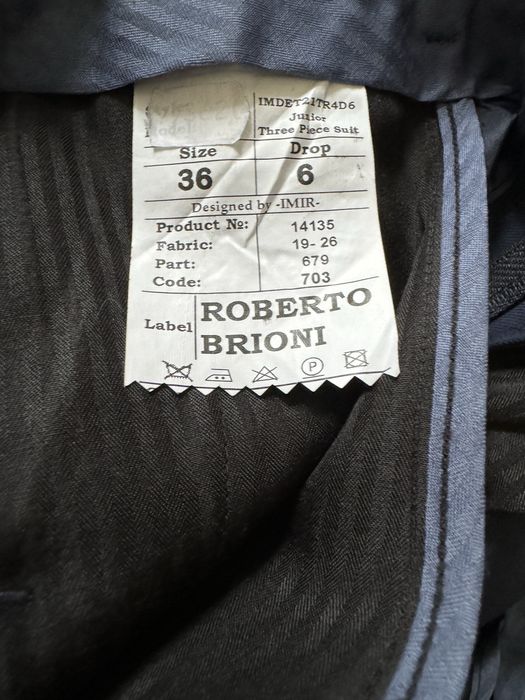 IMDET21TR4D6
Junior
Three Piece Suit
Size Drop
36 6
Designed by -IMIR-
Product №: 14135
Fabric: 19- 26
Part: 679
Code: 703
Label ROBERTO
BRIONI
P